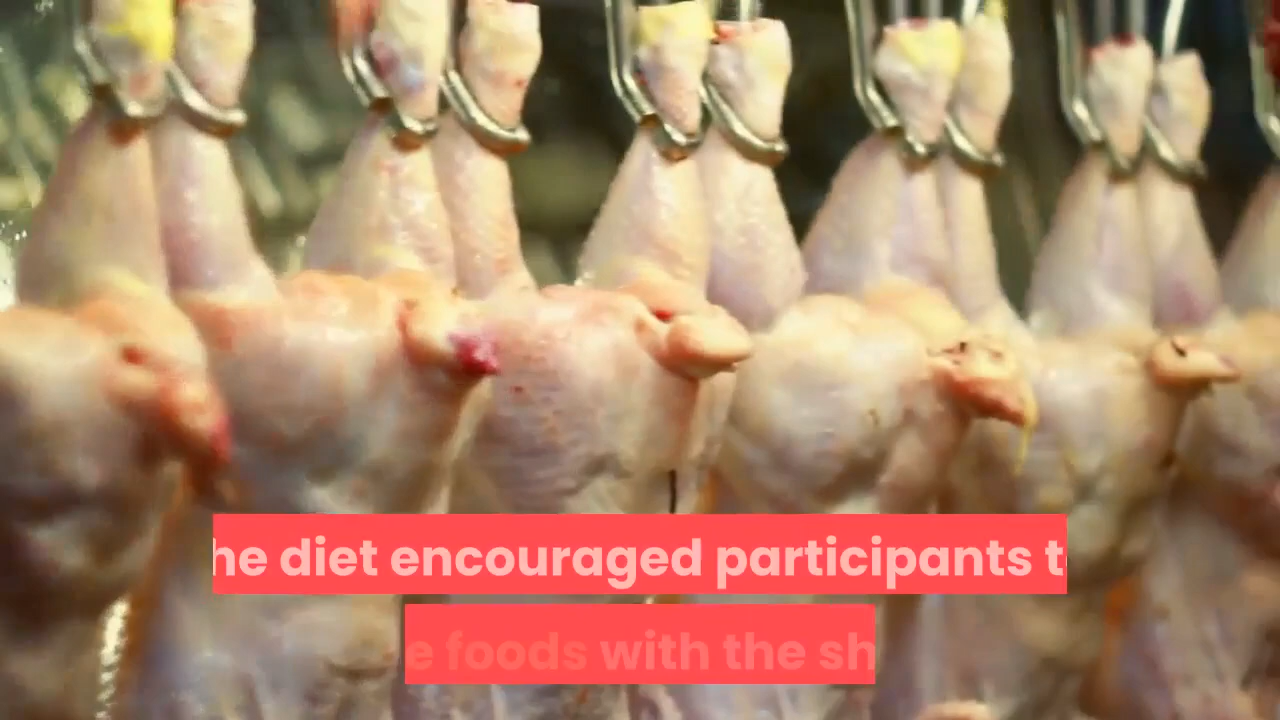 he diet encouraged participants t
e foods with the sh